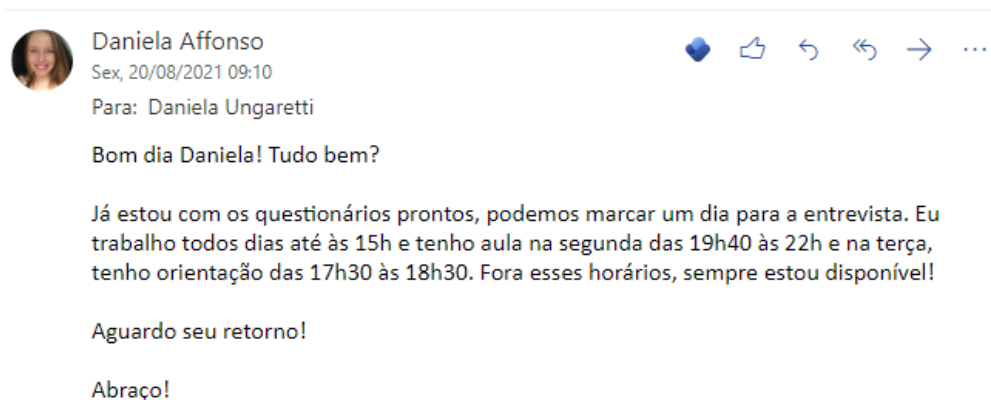 Daniela Affonso
Sex, 20/08/2021 09:10
Para: Daniela Ungaretti
Bom dia Daniela! Tudo bem?
Já estou com os questionários prontos, podemos marcar um dia para a entrevista. Eu
trabalho todos dias até às 15h e tenho aula na segunda das 19h40 às 22h e na terça,
tenho orientação das 17h30 às 18h30. Fora esses horários, sempre estou disponível!
Aguardo seu retorno!
Abraço!